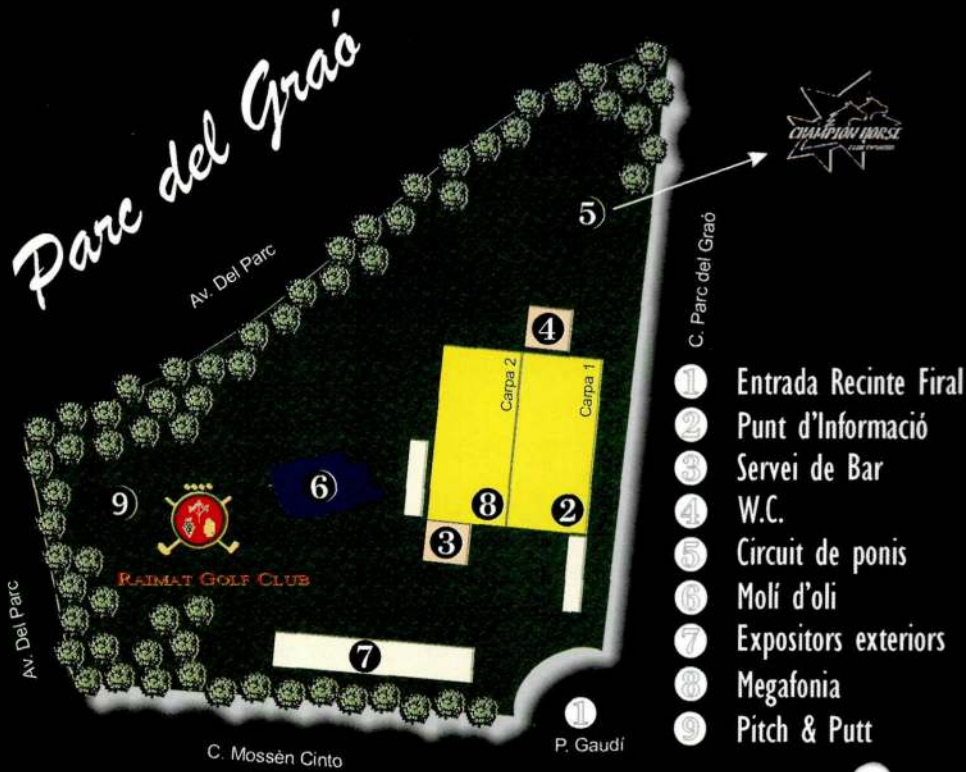 Parc del Graó
CHAMPION HORSE
Av. Del Parc
5
C. Parc del Graó
4
Carpa 2
Carpa 1
1 Entrada Recinte Firal
2 Punt d'Informació
3 Servei de Bar
4 W.C.
5 Circuit de ponis
6 Molí d'oli
7 Expositors exteriors
8 Megafonia
9 Pitch & Putt
9
6
8
2
3
RAIMAT GOLF CLUB
Av. Del Parc
7
1
P. Gaudí
C. Mossèn Cinto